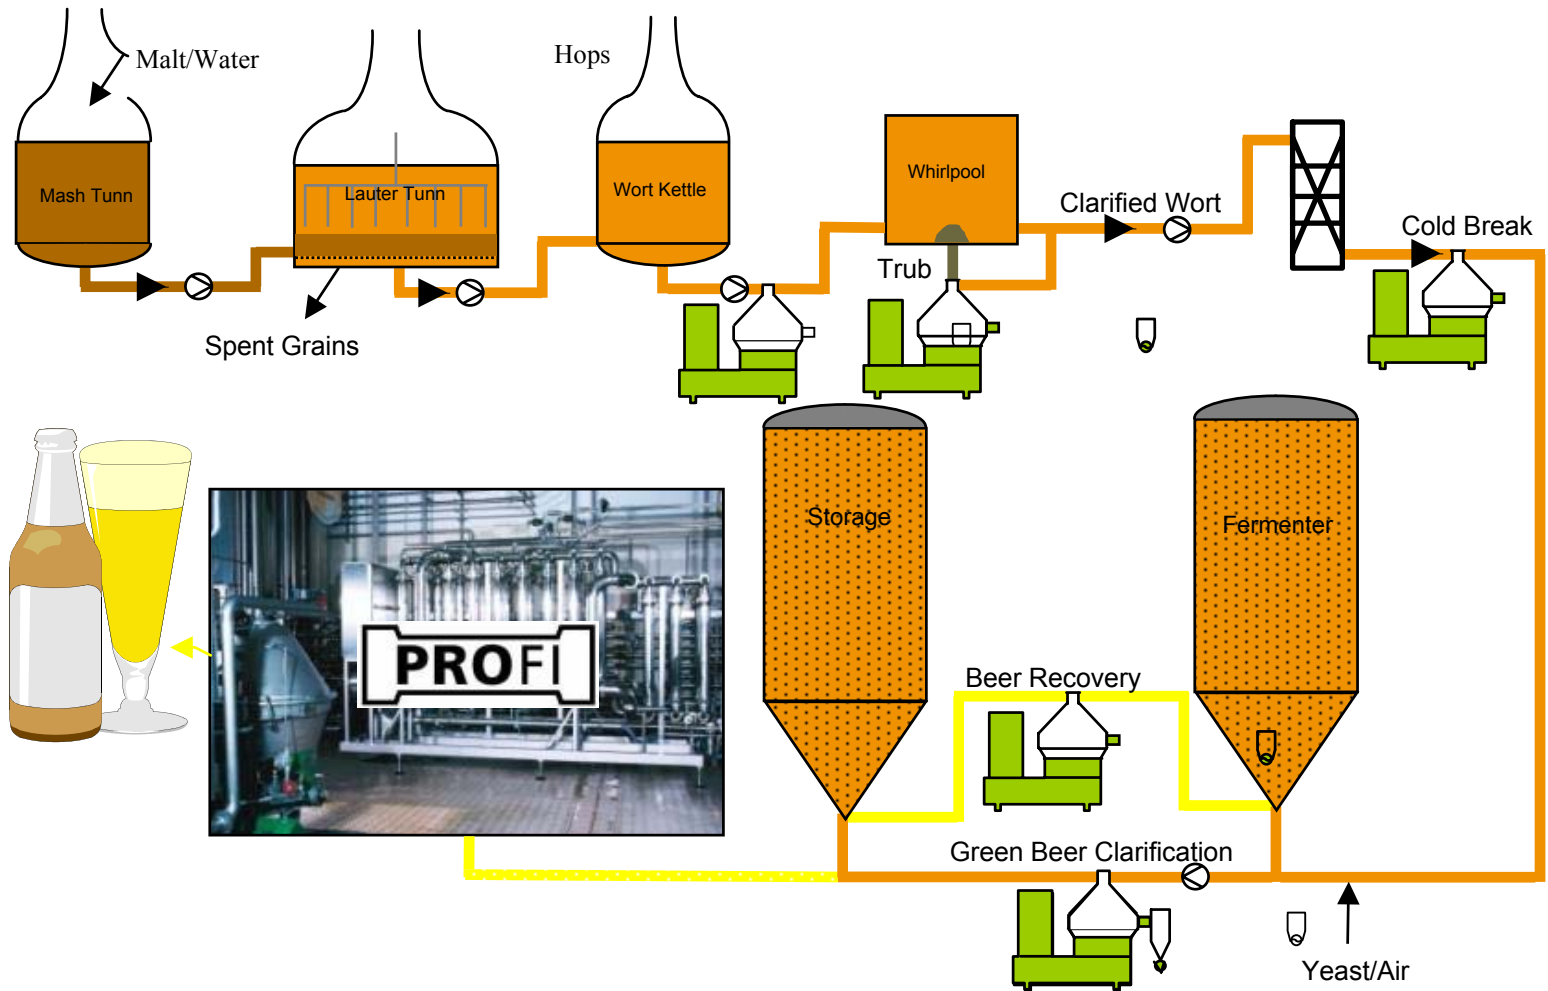 Malt/Water
Hops
Mash Tunn
Lauter Tunn
Wort Kettle
Whirlpool
Clarified Wort
Cold Break
Trub
Spent Grains
Storage
Fermenter
PROFI
Beer Recovery
Green Beer Clarification
Yeast/Air